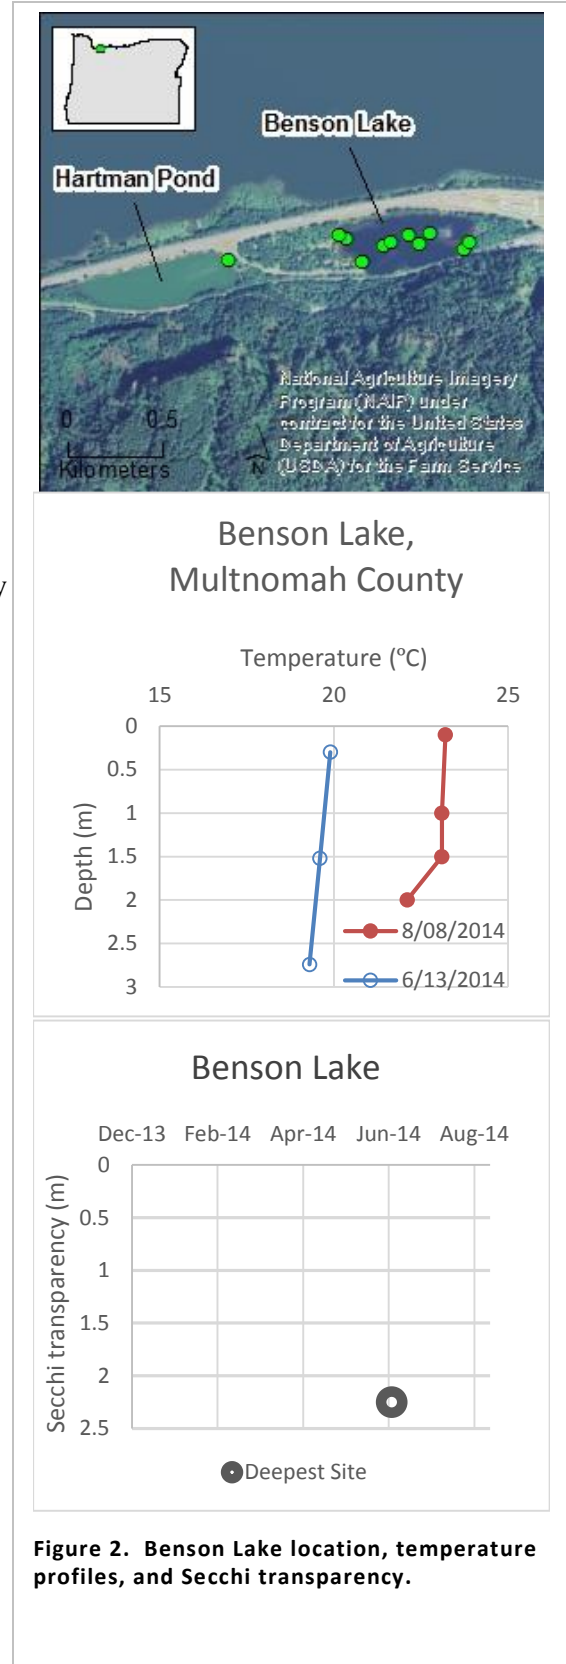 Benson Lake
Hartman Pond
National Agriculture Imagery
Program (NAIP) under
contract for the United States
Department of Agriculture
(USDA) for the Farm Service
0 0.5
Kilometers
N
Benson Lake,
Multnomah County
y
Temperature (°C)
15 20 25
0
0.5
1
1.5
2
2.5
3
Depth (m)
8/08/2014
6/13/2014
Benson Lake
Dec-13 Feb-14 Apr-14 Jun-14 Aug-14
0
0.5
1
1.5
2
2.5
Secchi transparency (m)
Deepest Site
Figure 2. Benson Lake location, temperature
profiles, and Secchi transparency.